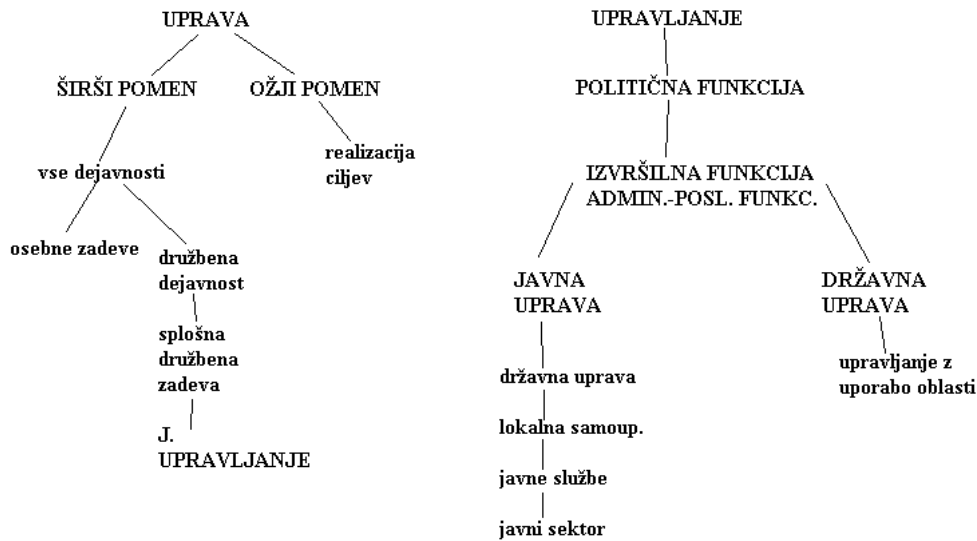 UPRAVA
ŠIRŠI POMEN
OŽJI POMEN
vse dejavnosti
realizacija
ciljev
osebne zadeve
družbena
dejavnost
splošna
družbena
zadeva
J.
UPRAVLJANJE
UPRAVLJANJE
POLITIČNA FUNKCIJA
IZVRŠILNA FUNKCIJA
ADMIN.-POSL. FUNKC.
JAVNA
UPRAVA
državna uprava
lokalna samoup.
javne službe
javni sektor
DRŽAVNA
UPRAVA
upravljanje z
uporabo oblasti